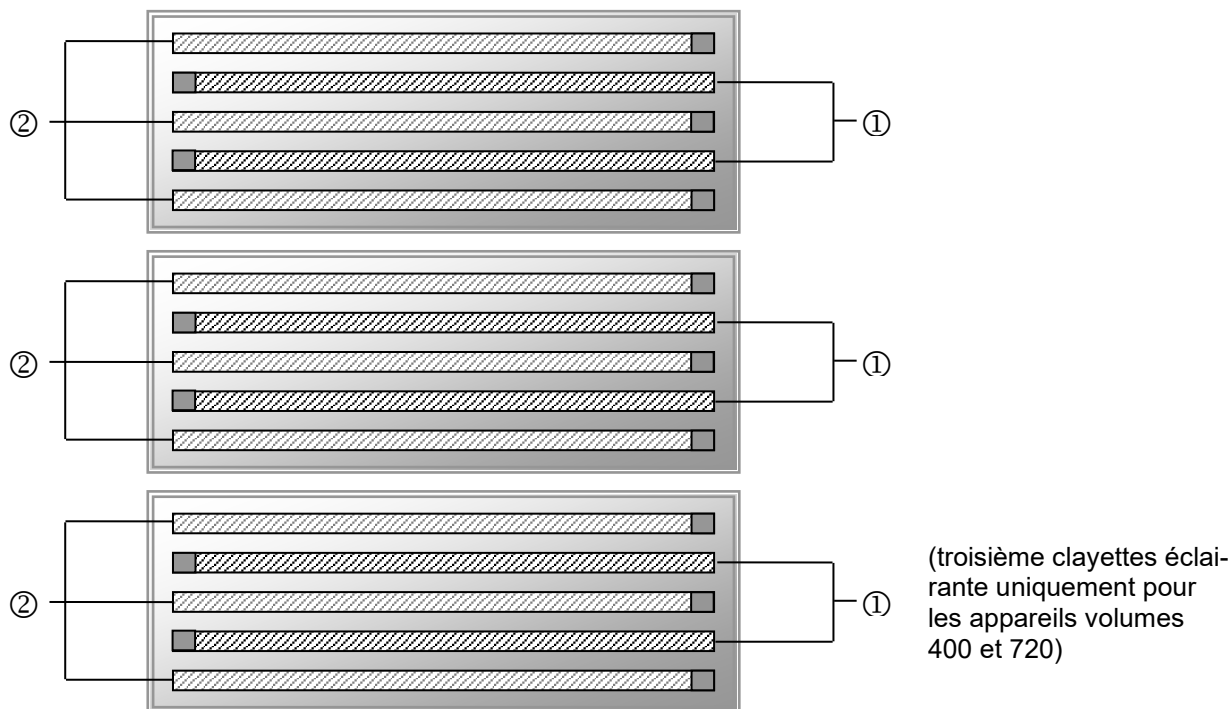 ② ①
② ①
② ①
(troisième clayettes éclai-
rante uniquement pour
les appareils volumes
400 et 720)